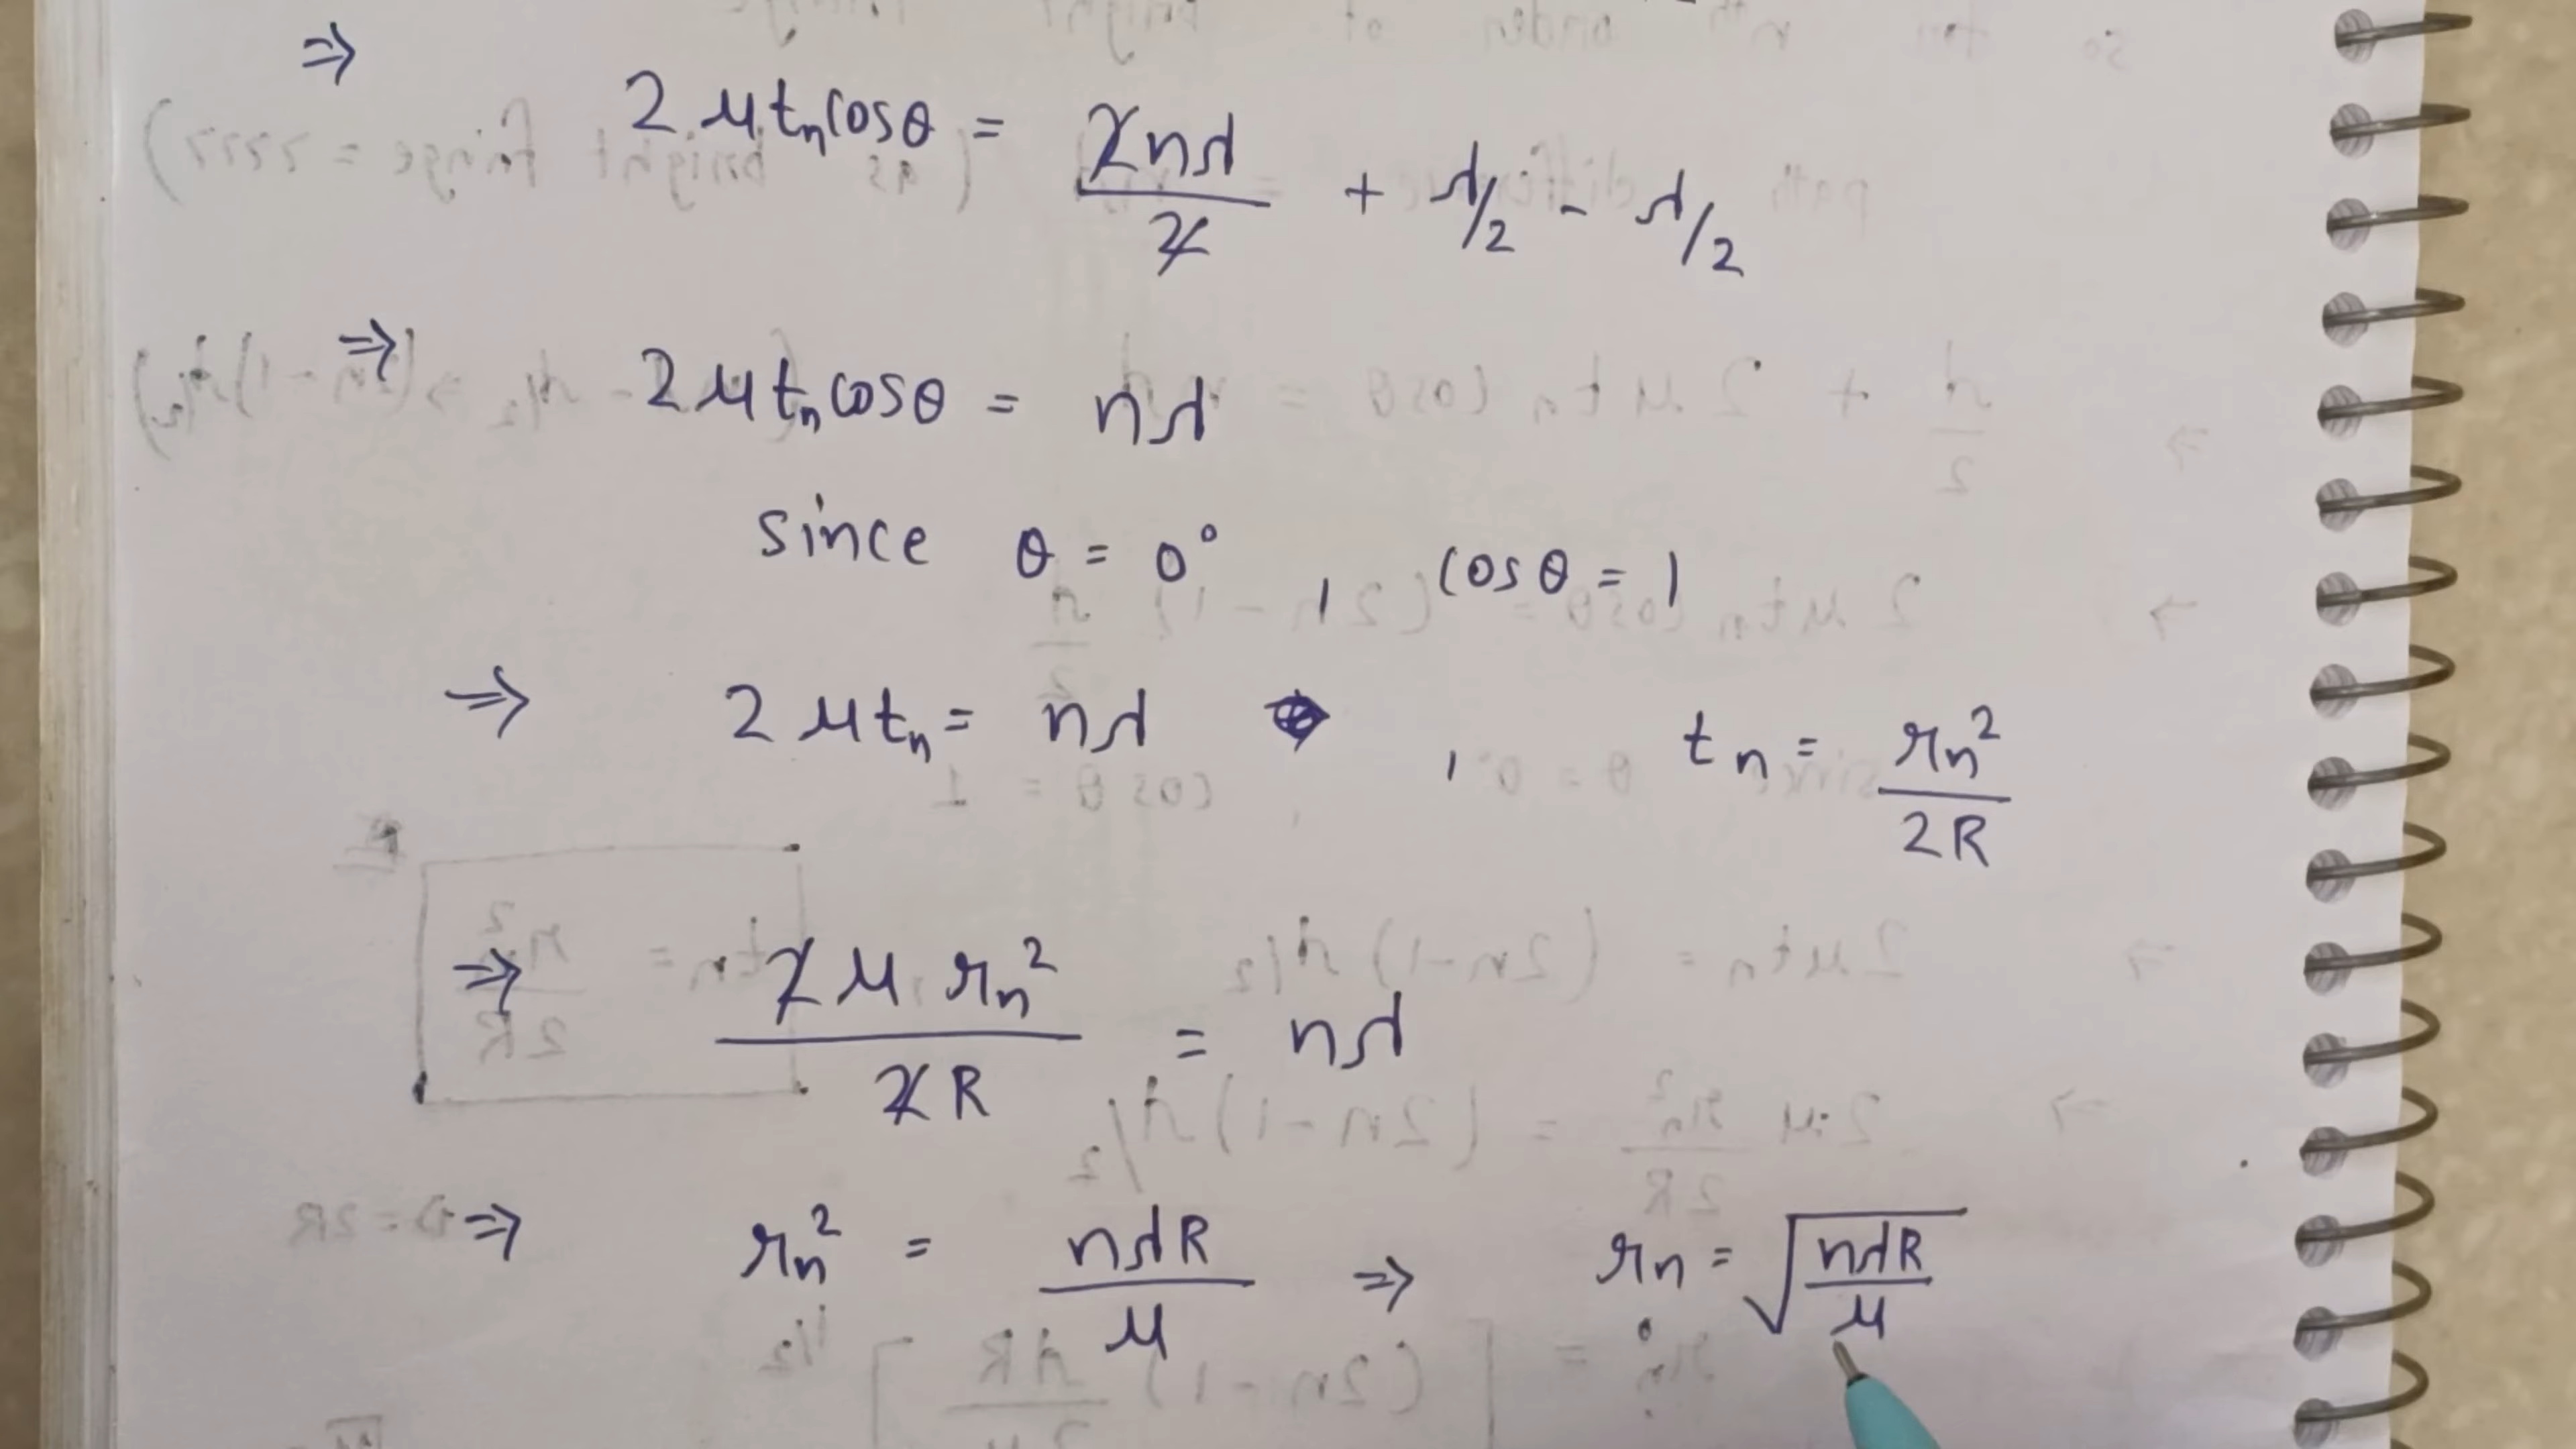 ⇒ 2μtₙcosθ = 2nλ/2 + λ/2 - λ/2
⇒ 2μtₙcosθ = nλ
since θ = 0° , cosθ = 1
⇒ 2μtₙ = nλ , tₙ = rₙ²/2R
⇒ 2μrₙ²/2R = nλ
⇒ rₙ² = nλR/μ ⇒ rₙ = √(nλR/μ)